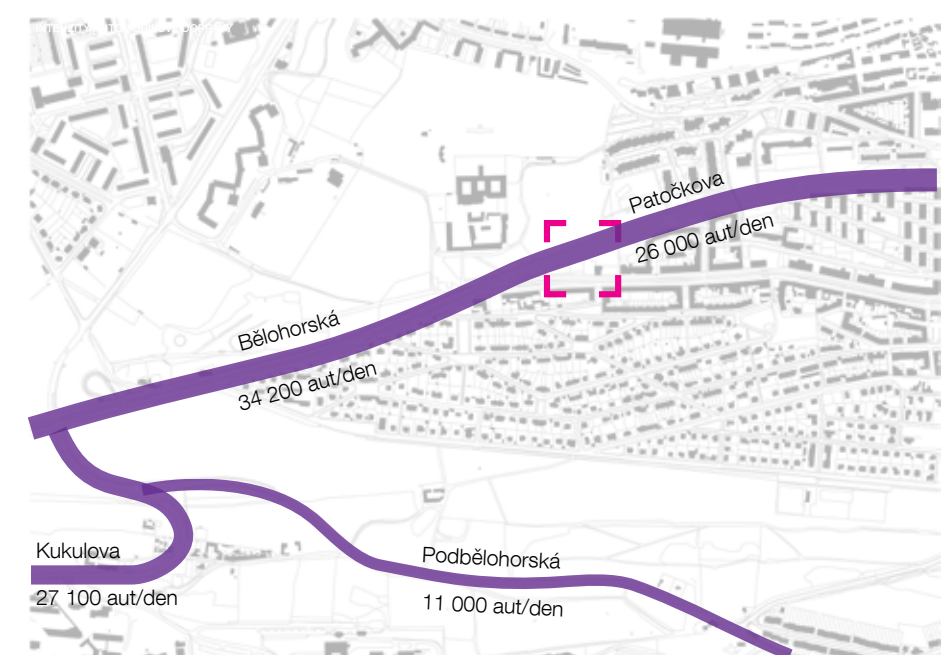 Patočkova
26 000 aut/den
Bělohorská
34 200 aut/den
Kukulova
27 100 aut/den
Podbělohorská
11 000 aut/den